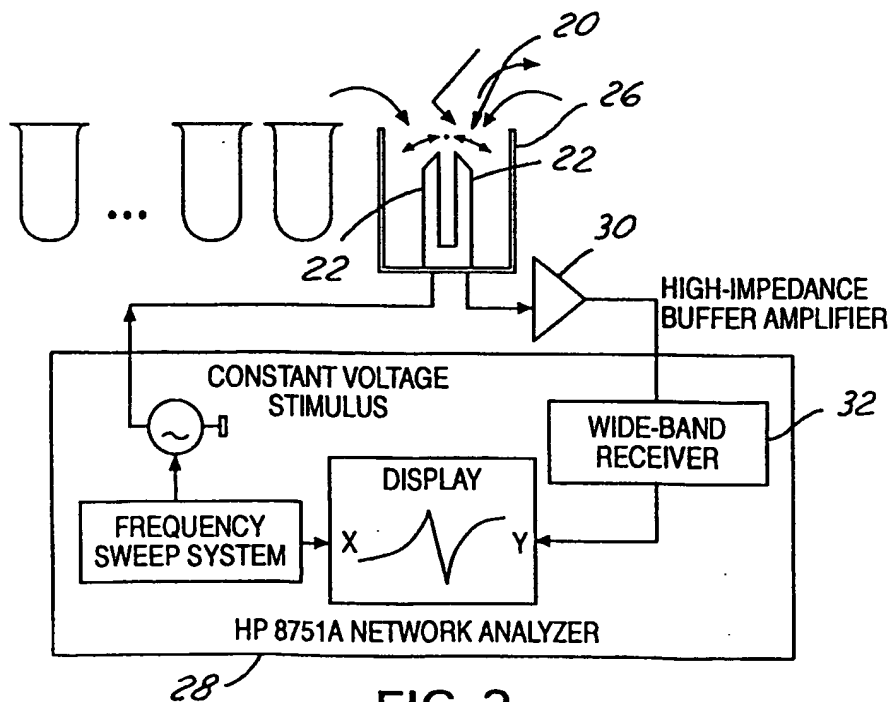 20
26
22
22
30
HIGH-IMPEDANCE
BUFFER AMPLIFIER
CONSTANT VOLTAGE
STIMULUS
32
WIDE-BAND
RECEIVER
DISPLAY
FREQUENCY
SWEEP SYSTEM
X
Y
HP 8751A NETWORK ANALYZER
28